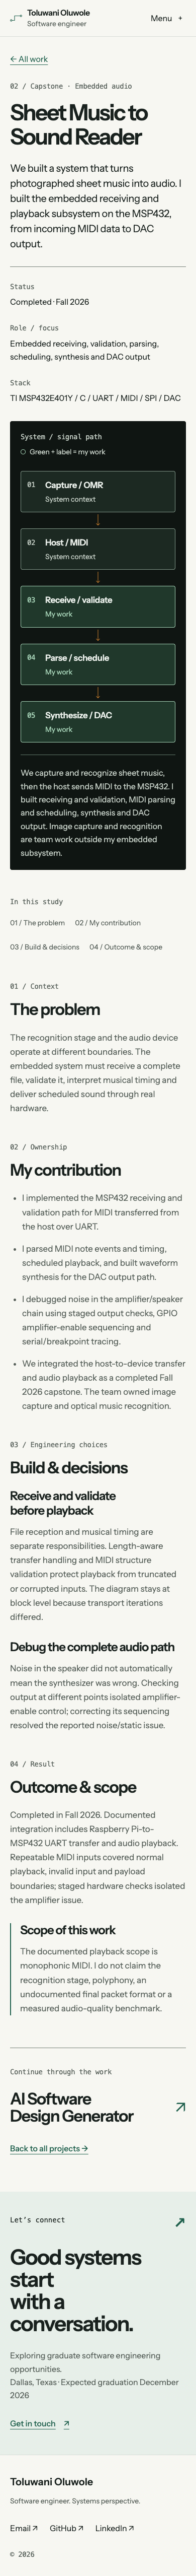 Toluwani Oluwole
Software engineer
Menu +
← All work
02 / Capstone · Embedded audio
Sheet Music to
Sound Reader
We built a system that turns
photographed sheet music into audio. I
built the embedded receiving and
playback subsystem on the MSP432,
from incoming MIDI data to DAC
output.
Status
Completed · Fall 2026
Role / focus
Embedded receiving, validation, parsing,
scheduling, synthesis and DAC output
Stack
TI MSP432E401Y / C / UART / MIDI / SPI / DAC
System / signal path
Green + label = my work
01 Capture / OMR
System context
↓
02 Host / MIDI
System context
↓
03 Receive / validate
My work
↓
04 Parse / schedule
My work
↓
05 Synthesize / DAC
My work
We capture and recognize sheet music,
then the host sends MIDI to the MSP432. I
built receiving and validation, MIDI parsing
and scheduling, synthesis and DAC
output. Image capture and recognition
are team work outside my embedded
subsystem.
In this study
01 / The problem 02 / My contribution
03 / Build & decisions 04 / Outcome & scope
01 / Context
The problem
The recognition stage and the audio device
operate at different boundaries. The
embedded system must receive a complete
file, validate it, interpret musical timing and
deliver scheduled sound through real
hardware.
02 / Ownership
My contribution
• I implemented the MSP432 receiving and
validation path for MIDI transferred from
the host over UART.
• I parsed MIDI note events and timing,
scheduled playback, and built waveform
synthesis for the DAC output path.
• I debugged noise in the amplifier/speaker
chain using staged output checks, GPIO
amplifier-enable sequencing and
serial/breakpoint tracing.
• We integrated the host-to-device transfer
and audio playback as a completed Fall
2026 capstone. The team owned image
capture and optical music recognition.
03 / Engineering choices
Build & decisions
Receive and validate
before playback
File reception and musical timing are
separate responsibilities. Length-aware
transfer handling and MIDI structure
validation protect playback from truncated
or corrupted inputs. The diagram stays at
block level because transport iterations
differed.
Debug the complete audio path
Noise in the speaker did not automatically
mean the synthesizer was wrong. Checking
output at different points isolated amplifier-
enable control; correcting its sequencing
resolved the reported noise/static issue.
04 / Result
Outcome & scope
Completed in Fall 2026. Documented
integration includes Raspberry Pi-to-
MSP432 UART transfer and audio playback.
Repeatable MIDI inputs covered normal
playback, invalid input and payload
boundaries; staged hardware checks isolated
the amplifier issue.
Scope of this work
The documented playback scope is
monophonic MIDI. I do not claim the
recognition stage, polyphony, an
undocumented final packet format or a
measured audio-quality benchmark.
Continue through the work
AI Software
Design Generator ↗
Back to all projects →
Let's connect ↗
Good systems
start
with a
conversation.
Exploring graduate software engineering
opportunities.
Dallas, Texas · Expected graduation December
2026
Get in touch ↗
Toluwani Oluwole
Software engineer. Systems perspective.
Email ↗ GitHub ↗ LinkedIn ↗
© 2026